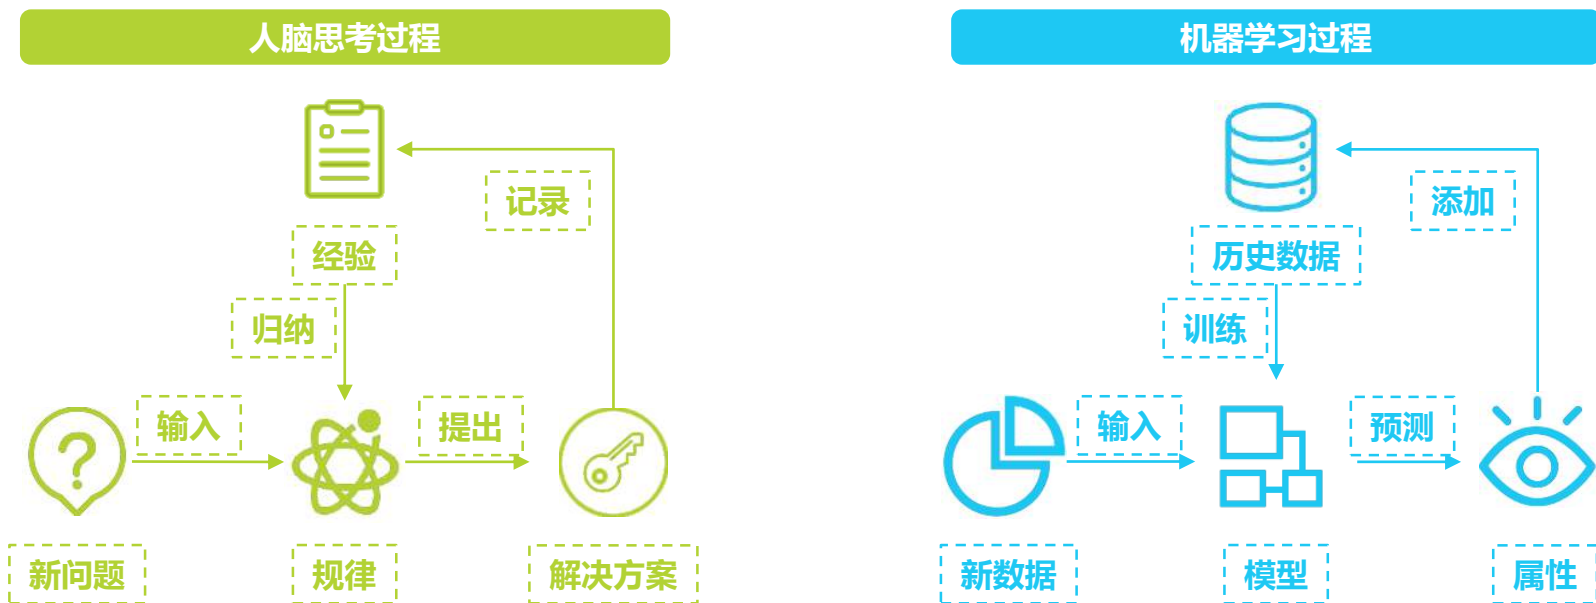 人脑思考过程
记录
经验
归纳
输入
提出
新问题
规律
解决方案
机器学习过程
添加
历史数据
训练
输入
预测
新数据
模型
属性